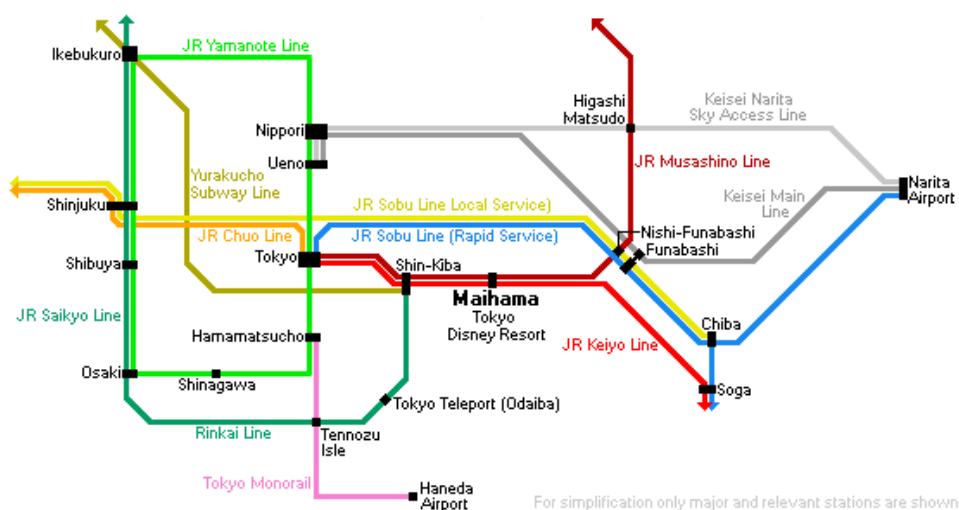 Ikebukuro
JR Yamanote Line
Higashi
Matsudo
Keisei Narita
Sky Access Line
Nippori
Ueno
JR Musashino Line
Yurakucho
Subway Line
Keisei Main
Line
Narita
Airport
Shinjuku
JR Sobu Line Local Service)
JR Chuo Line
JR Sobu Line (Rapid Service)
Nishi-Funabashi
Funabashi
Tokyo
Shibuya
Shin-Kiba
Maihama
Tokyo
Disney Resort
JR Saikyo Line
Hamamatsucho
JR Keiyo Line
Chiba
Osaki
Shinagawa
Soga
Tokyo Teleport (Odaiba)
Rinkai Line
Tennozu
Isle
Tokyo Monorail
Haneda
Airport
For simplification only major and relevant stations are shown